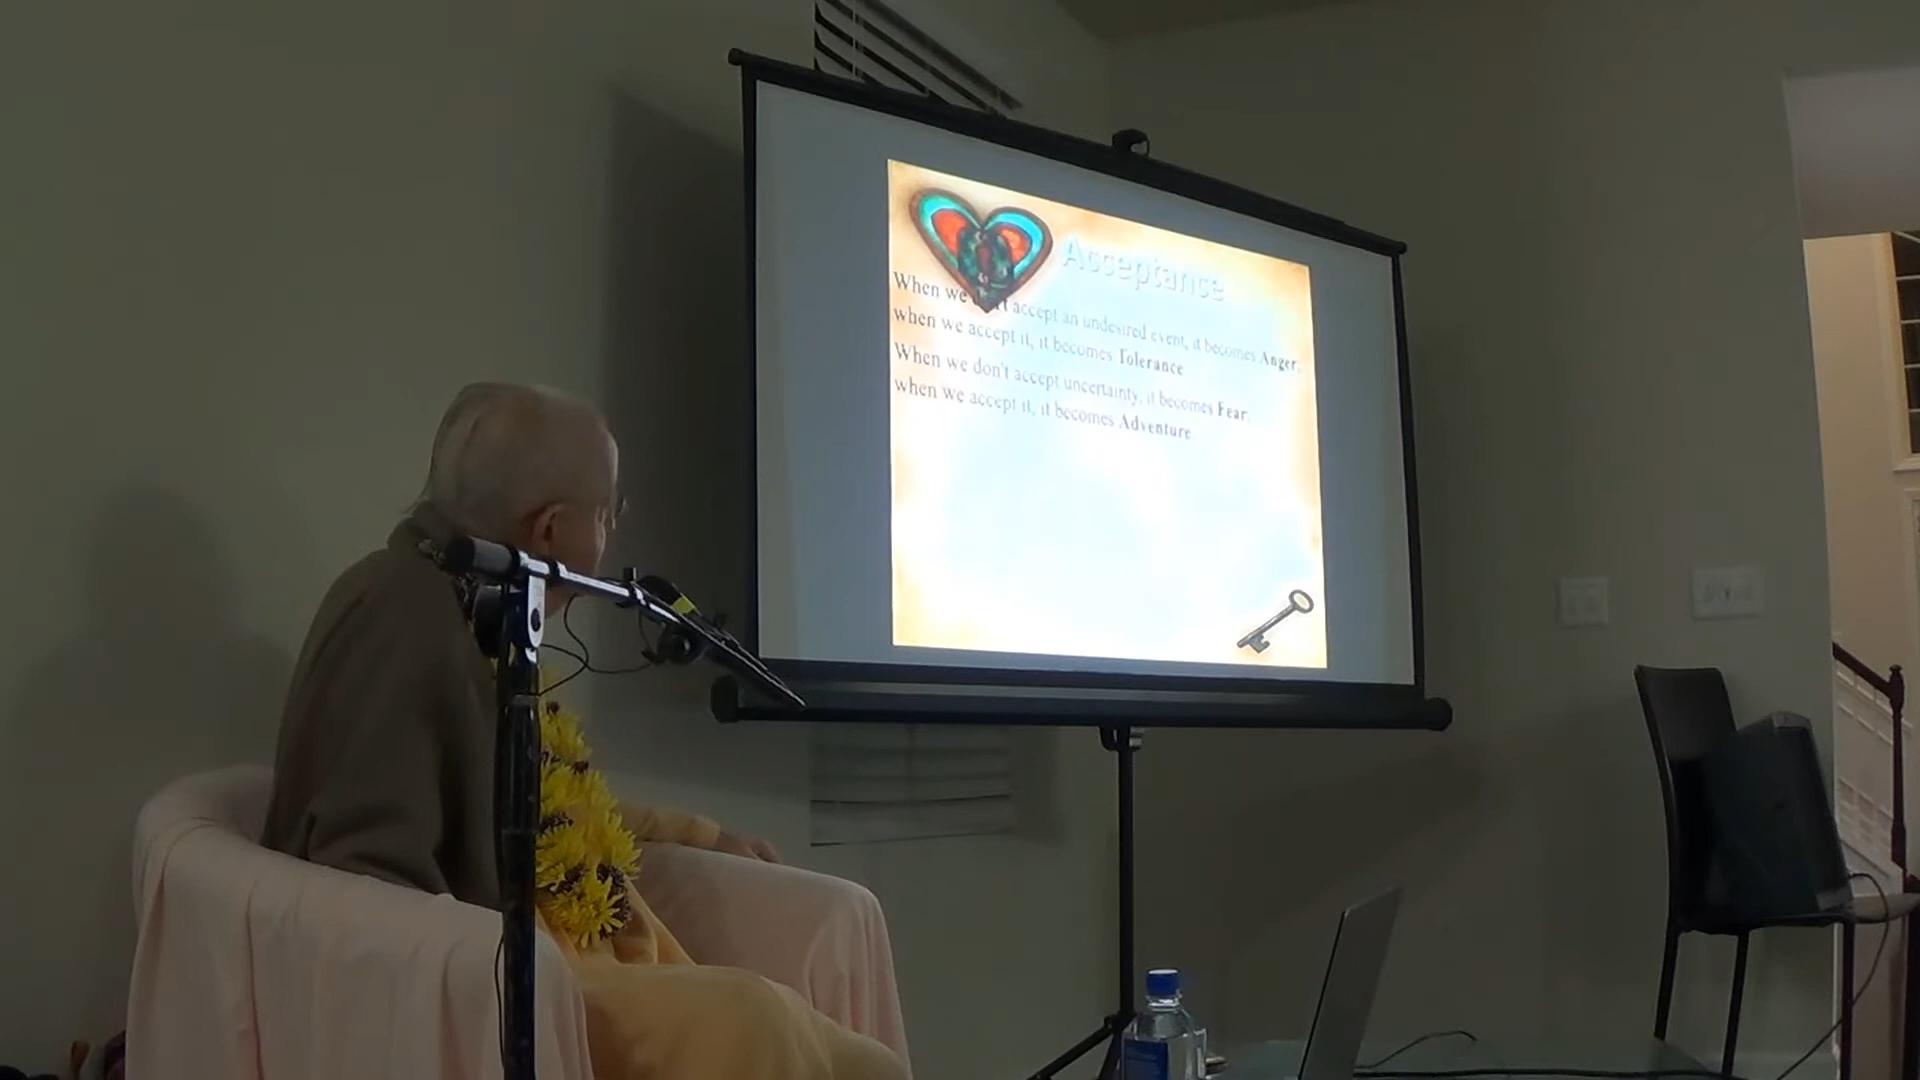 Acceptance
When we don't accept an undesired event, it becomes Anger,
when we accept it, it becomes Tolerance
When we don't accept uncertainty, it becomes Fear,
when we accept it, it becomes Adventure